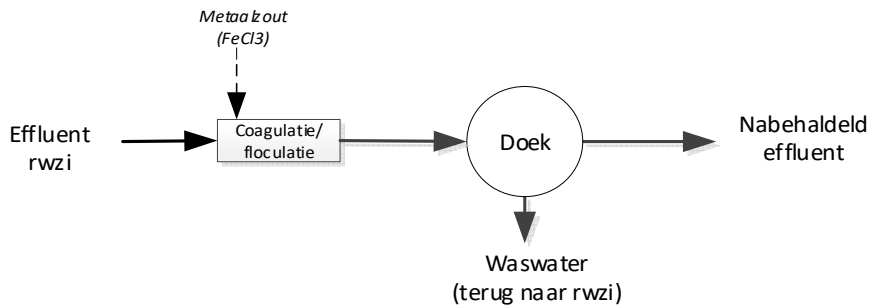 Metaalzout
(FeCl3)
Effluent
rwzi
Coagulatie/
floculatie
Doek
Nabehaldeld
effluent
Waswater
(terug naar rwzi)